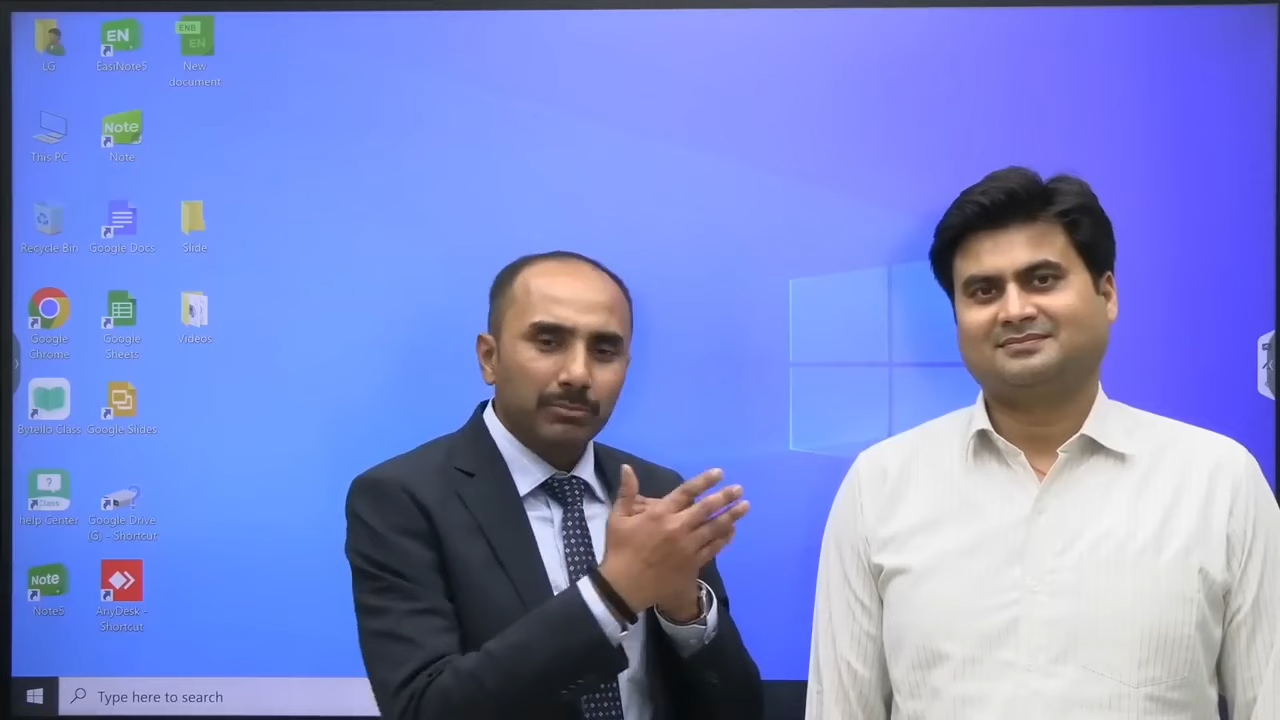 LG
EN
EasiNote5
ENB
EN
New
document
This PC
Note
Note
Recycle Bin
Google Docs
Slide
Google
Chrome
Google
Sheets
Videos
Bytello Class
Google Slides
?
Class
help Center
Google Drive
(G) - Shortcut
Note
Note5
AnyDesk -
Shortcut
Type here to search